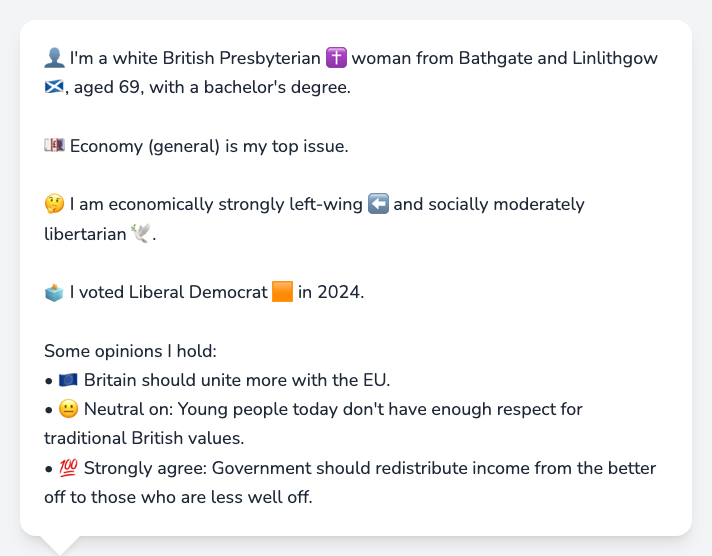 👤 I'm a white British Presbyterian ✝️ woman from Bathgate and Linlithgow
🏴󠁧󠁢󠁳󠁣󠁴󠁿, aged 69, with a bachelor's degree.
💷 Economy (general) is my top issue.
🤔 I am economically strongly left-wing ⬅️ and socially moderately
libertarian 🕊️.
🗳️ I voted Liberal Democrat 🟧 in 2024.
Some opinions I hold:
• 🇪🇺 Britain should unite more with the EU.
• 😐 Neutral on: Young people today don't have enough respect for
traditional British values.
• 💯 Strongly agree: Government should redistribute income from the better
off to those who are less well off.